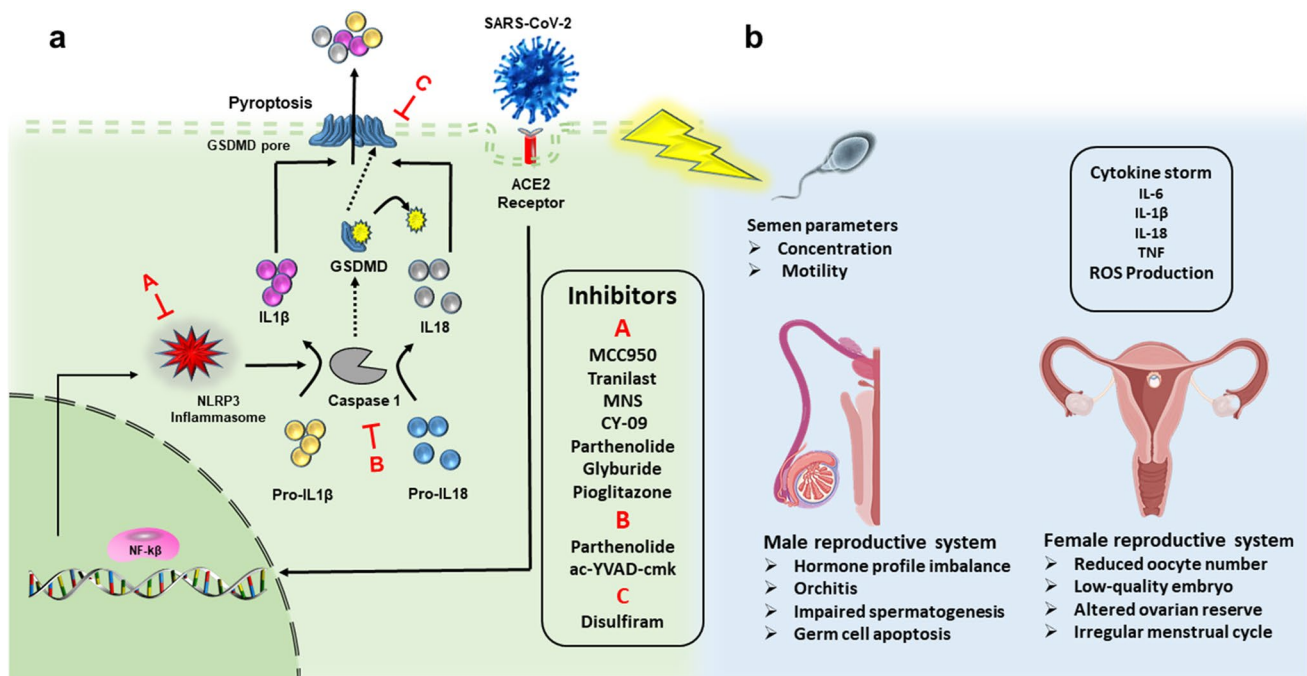 a
SARS-CoV-2
C
Pyroptosis
GSDMD pore
ACE2
Receptor
GSDMD
A
IL1β
IL18
NLRP3
Inflammasome
Caspase 1
B
Pro-IL1β
Pro-IL18
NF-kβ
Inhibitors
A
MCC950
Tranilast
MNS
CY-09
Parthenolide
Glyburide
Pioglitazone
B
Parthenolide
ac-YVAD-cmk
C
Disulfiram
b
Semen parameters
Concentration
Motility
Cytokine storm
IL-6
IL-1β
IL-18
TNF
ROS Production
Male reproductive system
Hormone profile imbalance
Orchitis
Impaired spermatogenesis
Germ cell apoptosis
Female reproductive system
Reduced oocyte number
Low-quality embryo
Altered ovarian reserve
Irregular menstrual cycle